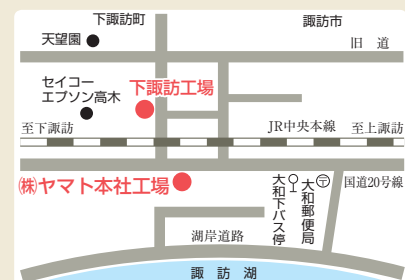 下諏訪町
諏訪市
天望園
旧道
セイコー
エプソン高木
下諏訪工場
至下諏訪
JR中央本線
至上諏訪
㈱ヤマト本社工場
大和下バス停
大和郵便局
〒
国道20号線
湖岸道路
諏訪湖